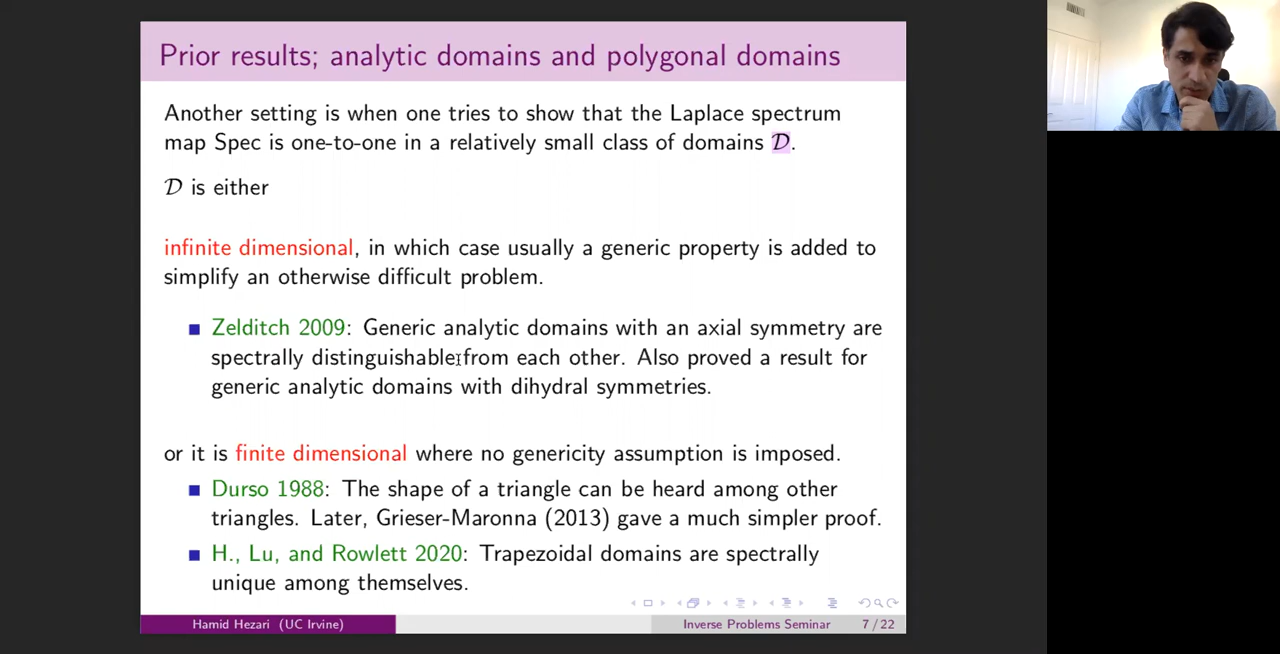 Prior results; analytic domains and polygonal domains
Another setting is when one tries to show that the Laplace spectrum
map Spec is one-to-one in a relatively small class of domains 𝒟.
𝒟 is either
infinite dimensional, in which case usually a generic property is added to
simplify an otherwise difficult problem.
Zelditch 2009: Generic analytic domains with an axial symmetry are
spectrally distinguishable from each other. Also proved a result for
generic analytic domains with dihydral symmetries.
or it is finite dimensional where no genericity assumption is imposed.
Durso 1988: The shape of a triangle can be heard among other
triangles. Later, Grieser-Maronna (2013) gave a much simpler proof.
H., Lu, and Rowlett 2020: Trapezoidal domains are spectrally
unique among themselves.
Hamid Hezari (UC Irvine) Inverse Problems Seminar 7 / 22